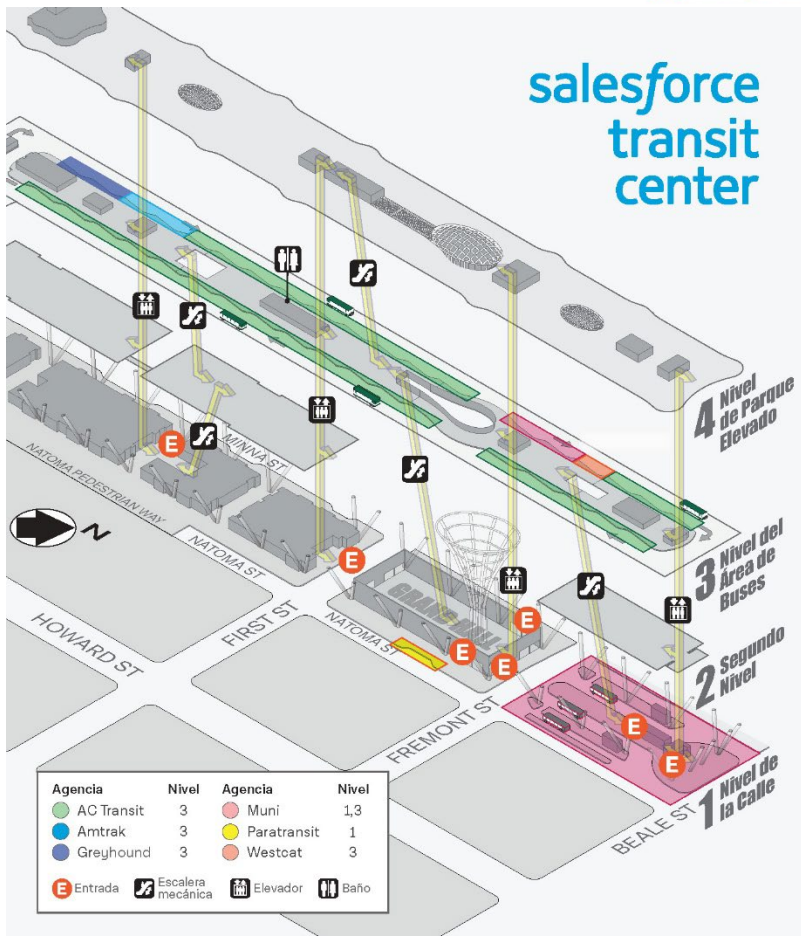 salesforce
transit
center
4 Nivel
de Parque
Elevado
3 Nivel del
Área de
Buses
2 Segundo
Nivel
1 Nivel de
la Calle
E
MINNA ST
NATOMA PEDESTRIAN WAY
N
NATOMA ST
E
GRAND HALL
E
E
E
NATOMA ST
FIRST ST
HOWARD ST
FREMONT ST
E
E
BEALE ST
Agencia Nivel Agencia Nivel
AC Transit 3 Muni 1,3
Amtrak 3 Paratransit 1
Greyhound 3 Westcat 3
E Entrada Escalera mecánica Elevador Baño